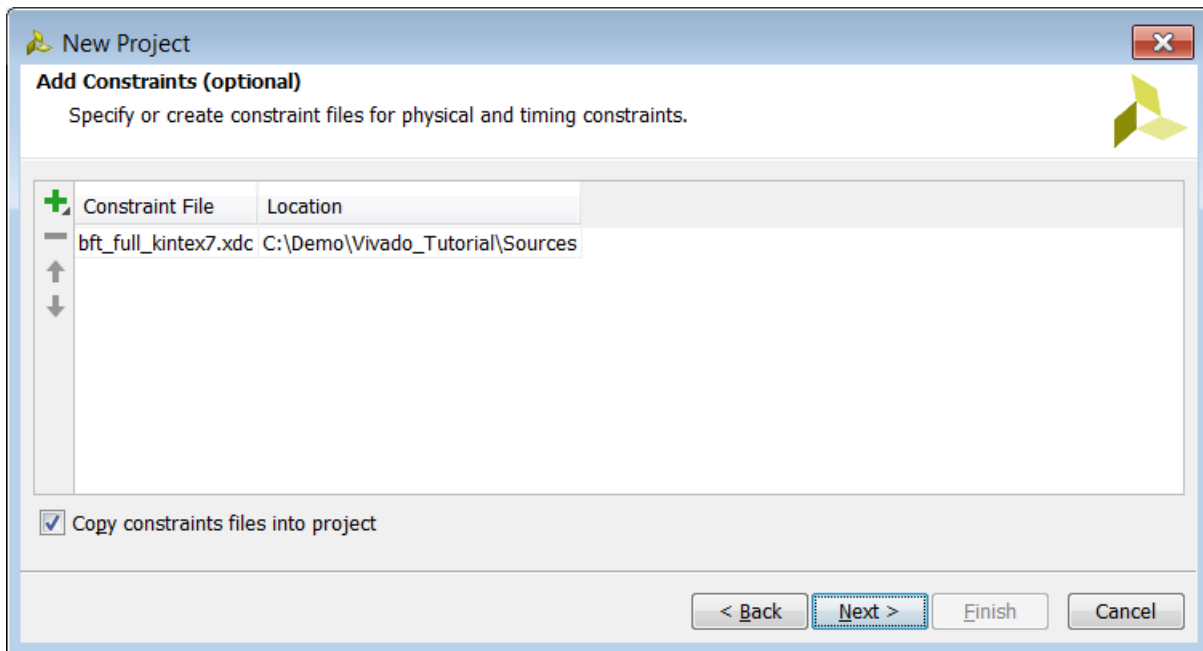 New Project
Add Constraints (optional)
Specify or create constraint files for physical and timing constraints.
Constraint File Location
bft_full_kintex7.xdc C:\Demo\Vivado_Tutorial\Sources
Copy constraints files into project
< Back Next > Finish Cancel